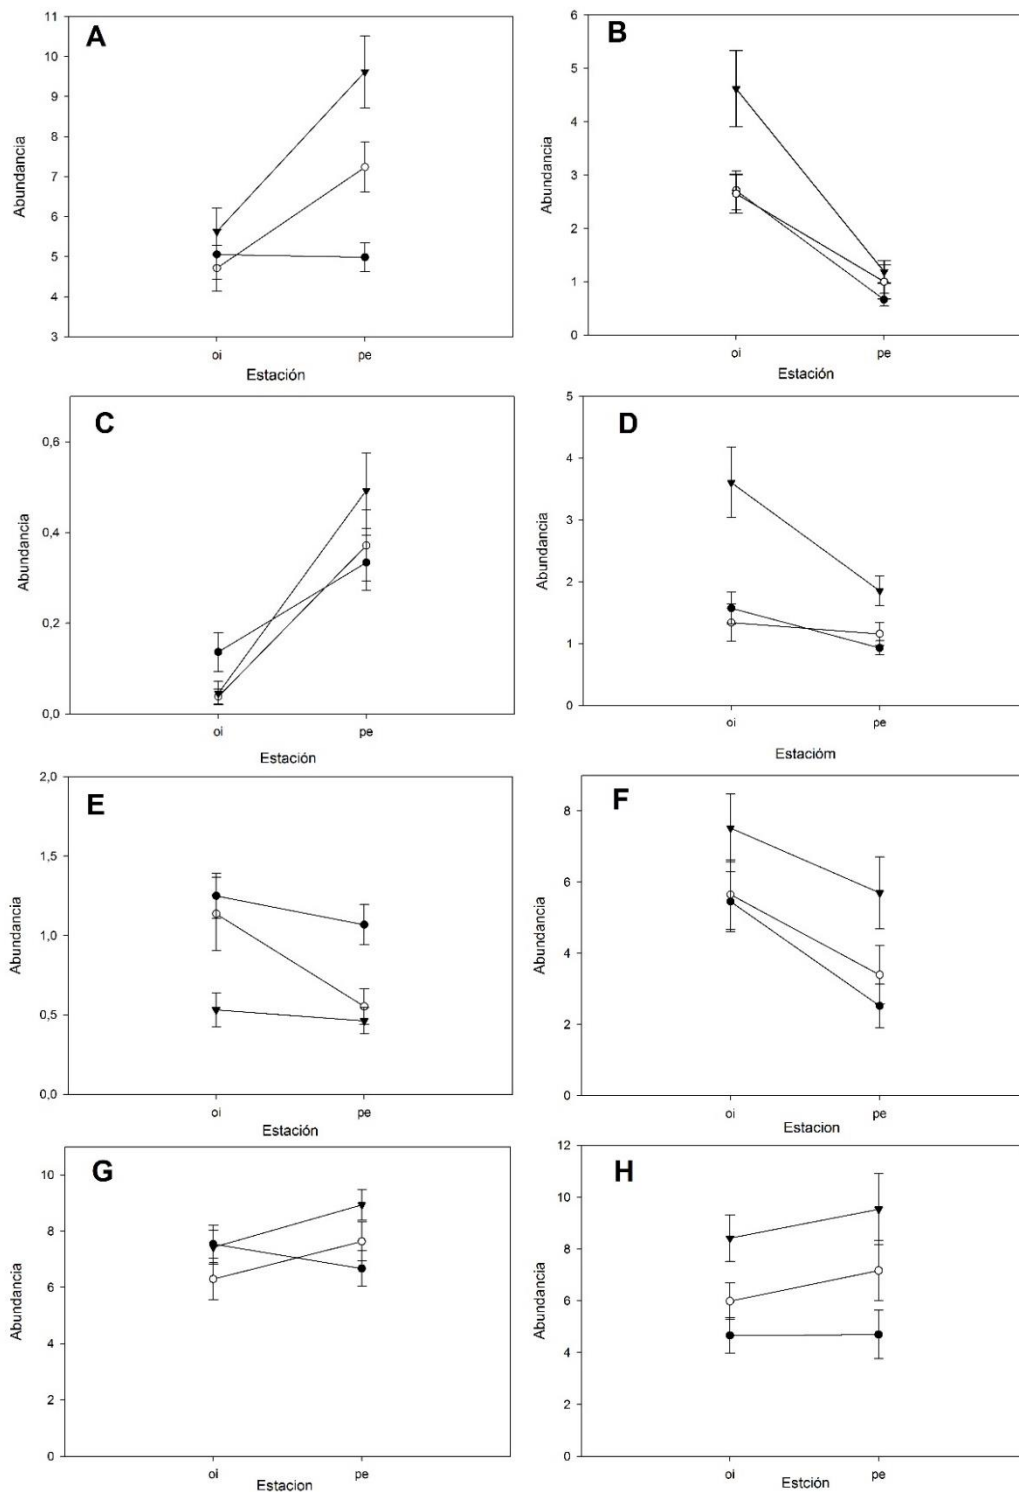 A
11
10
9
8
7
6
5
4
3
Abundancia
oi
pe
Estación
B
6
5
4
3
2
1
0
Abundancia
oi
pe
Estación
C
0,6
0,4
0,2
0,0
Abundancia
oi
pe
Estación
D
5
4
3
2
1
0
Abundancia
oi
pe
Estacióm
E
2,0
1,5
1,0
0,5
0,0
Abundancia
oi
pe
Estación
F
8
6
4
2
0
Abundancia
oi
pe
Estacion
G
10
8
6
4
2
0
Abundancia
oi
pe
Estacion
H
12
10
8
6
4
2
0
Abundancia
oi
pe
Estción